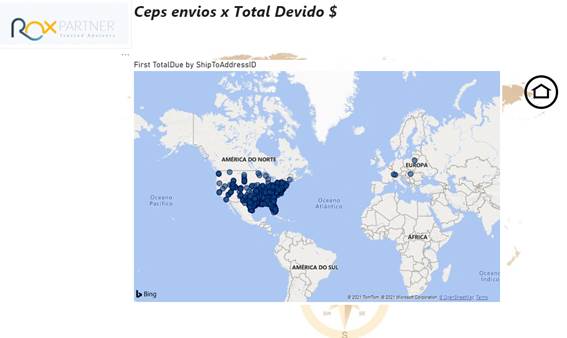 Ceps envios x Total Devido $
ROX PARTNER
Trusted Advisors
First TotalDue by ShipToAddressID
AMÉRICA DO NORTE
EUROPA
Oceano
Pacífico
Oceano
Atlântico
ÁFRICA
AMÉRICA DO SUL
Oceano
Índico
Bing
© 2021 TomTom, © 2021 Microsoft Corporation, © OpenStreetMap, Terms
S